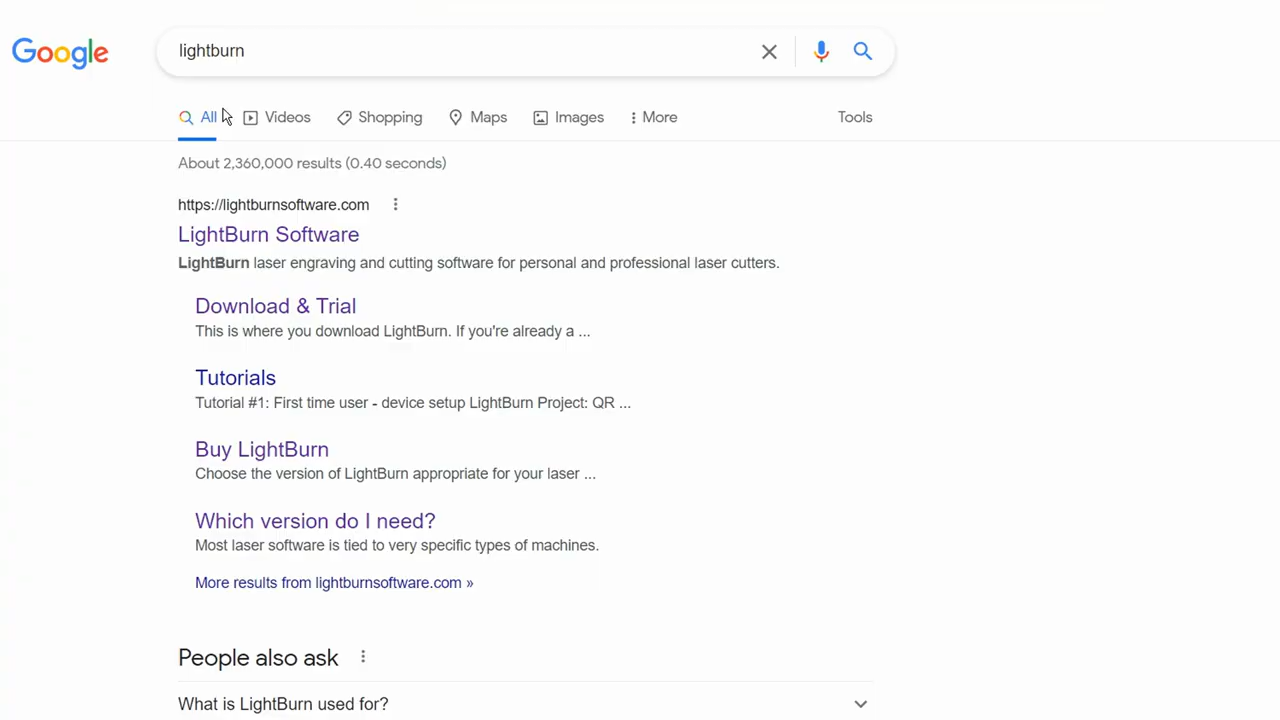 Google
lightburn
All Videos Shopping Maps Images More Tools
About 2,360,000 results (0.40 seconds)
https://lightburnsoftware.com
LightBurn Software
LightBurn laser engraving and cutting software for personal and professional laser cutters.
Download & Trial
This is where you download LightBurn. If you're already a ...
Tutorials
Tutorial #1: First time user - device setup LightBurn Project: QR ...
Buy LightBurn
Choose the version of LightBurn appropriate for your laser ...
Which version do I need?
Most laser software is tied to very specific types of machines.
More results from lightburnsoftware.com »
People also ask
What is LightBurn used for?